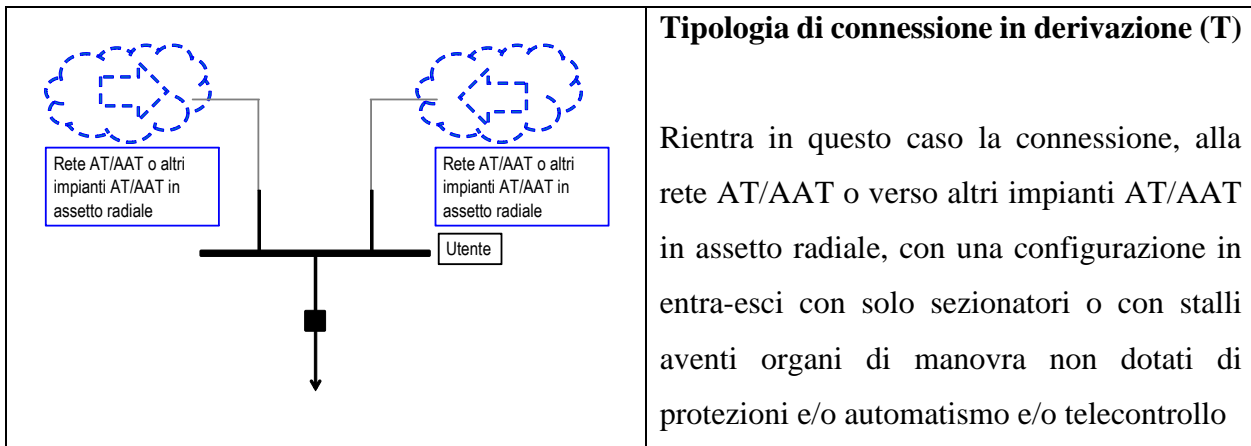 Rete AT/AAT o altri
impianti AT/AAT in
assetto radiale
Rete AT/AAT o altri
impianti AT/AAT in
assetto radiale
Utente
Tipologia di connessione in derivazione (T)
Rientra in questo caso la connessione, alla
rete AT/AAT o verso altri impianti AT/AAT
in assetto radiale, con una configurazione in
entra-esci con solo sezionatori o con stalli
aventi organi di manovra non dotati di
protezioni e/o automatismo e/o telecontrollo